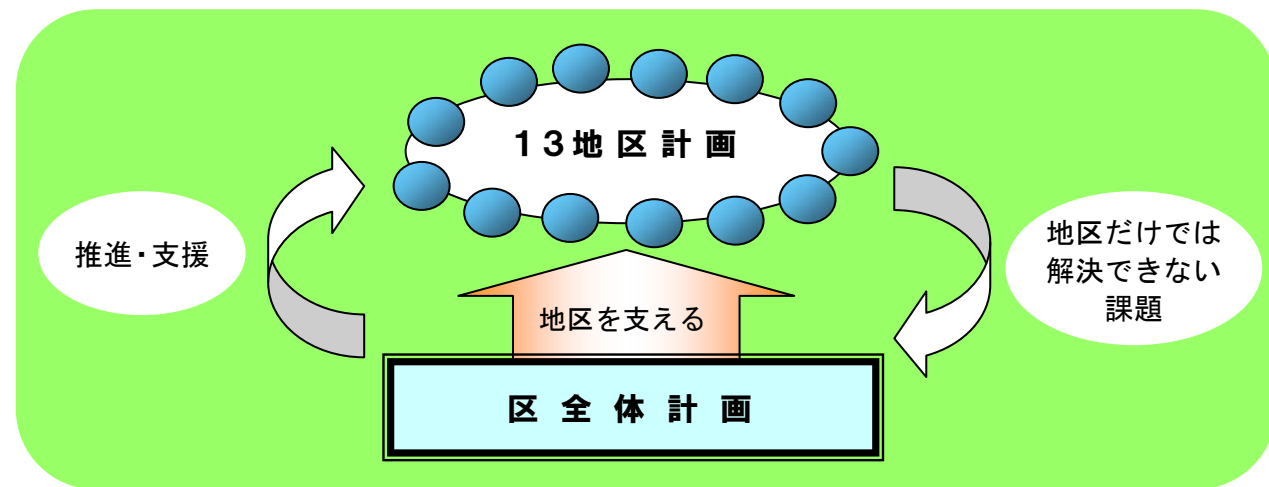 13地区計画
推進・支援
地区だけでは
解決できない
課題
地区を支える
区全体計画